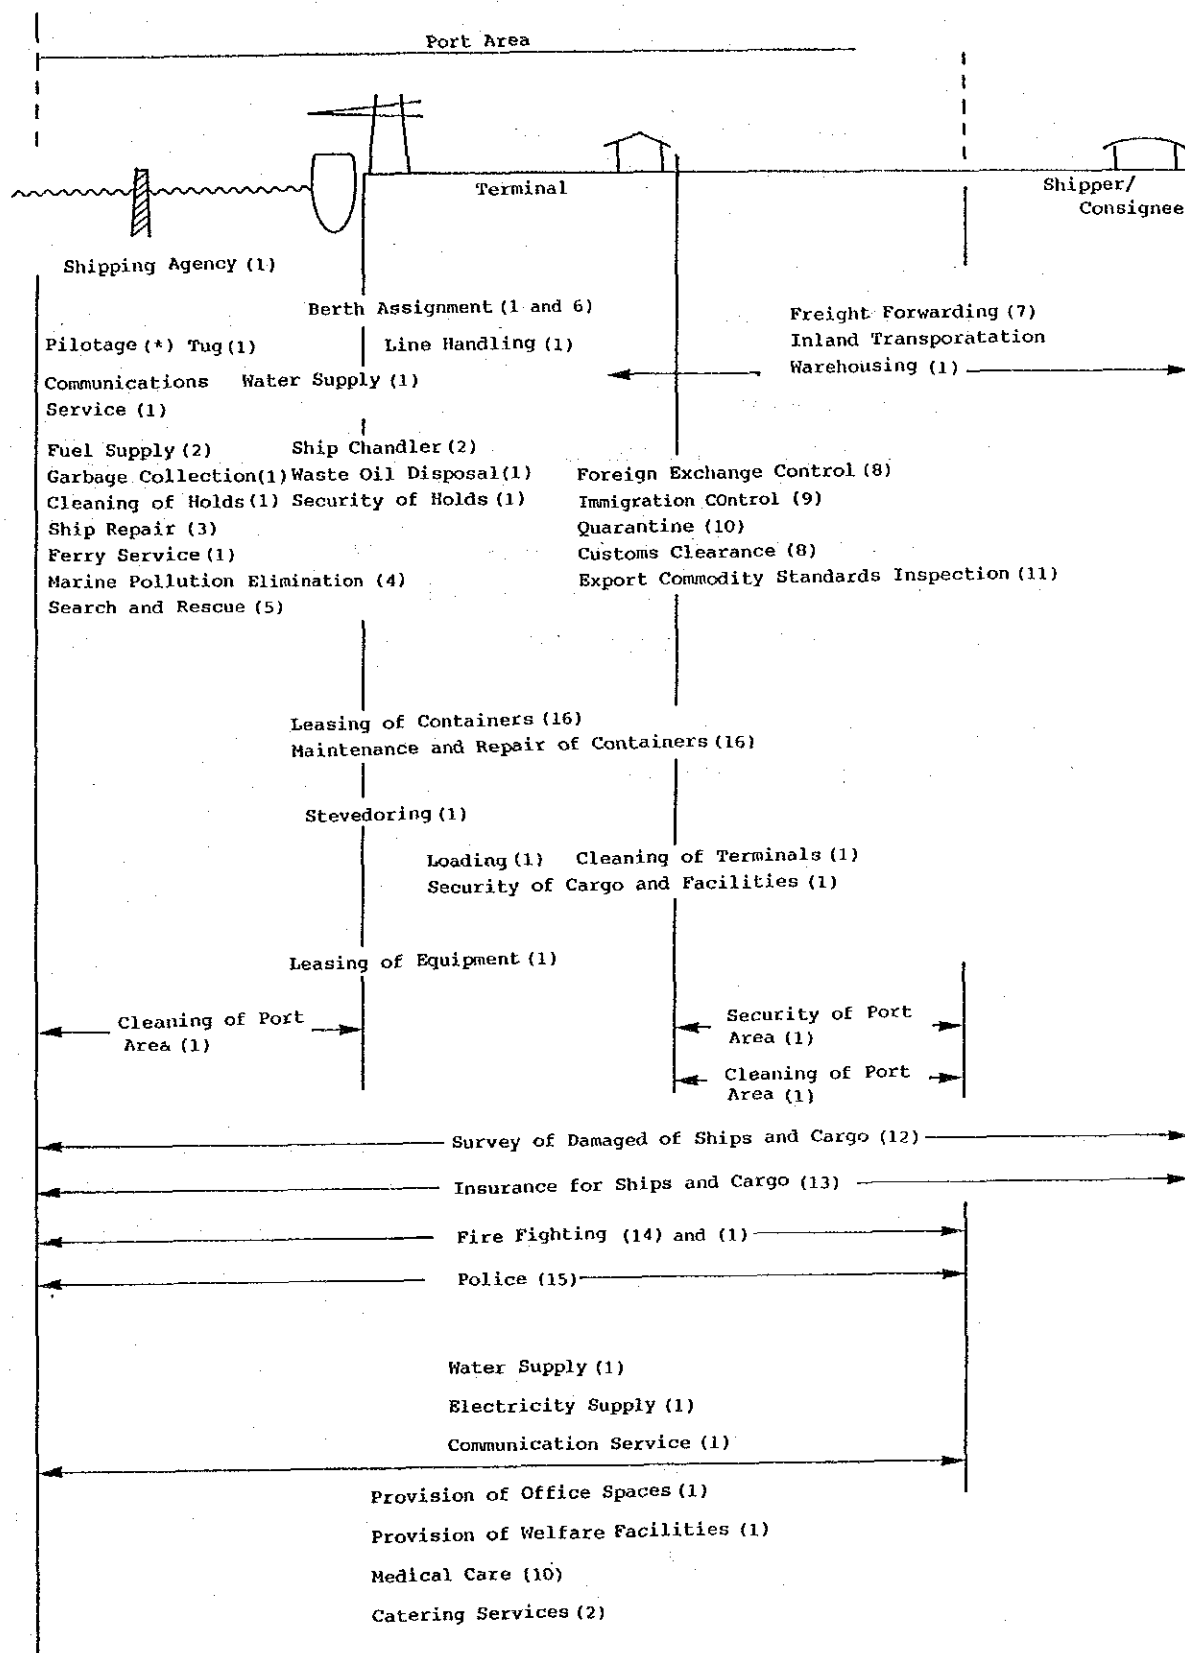 Port Area
Terminal
Shipper/
Consignee
Shipping Agency (1)
Berth Assignment (1 and 6)
Freight Forwarding (7)
Pilotage (*) Tug (1) Line Handling (1) Inland Transporatation
Communications Water Supply (1) Warehousing (1)
Service (1)
Fuel Supply (2) Ship Chandler (2)
Garbage Collection(1) Waste Oil Disposal(1) Foreign Exchange Control (8)
Cleaning of Holds (1) Security of Holds (1) Immigration COntrol (9)
Ship Repair (3) Quarantine (10)
Ferry Service (1) Customs Clearance (8)
Marine Pollution Elimination (4) Export Commodity Standards Inspection (11)
Search and Rescue (5)
Leasing of Containers (16)
Maintenance and Repair of Containers (16)
Stevedoring (1)
Loading (1) Cleaning of Terminals (1)
Security of Cargo and Facilities (1)
Leasing of Equipment (1)
Cleaning of Port
Area (1)
Security of Port
Area (1)
Cleaning of Port
Area (1)
Survey of Damaged of Ships and Cargo (12)
Insurance for Ships and Cargo (13)
Fire Fighting (14) and (1)
Police (15)
Water Supply (1)
Electricity Supply (1)
Communication Service (1)
Provision of Office Spaces (1)
Provision of Welfare Facilities (1)
Medical Care (10)
Catering Services (2)